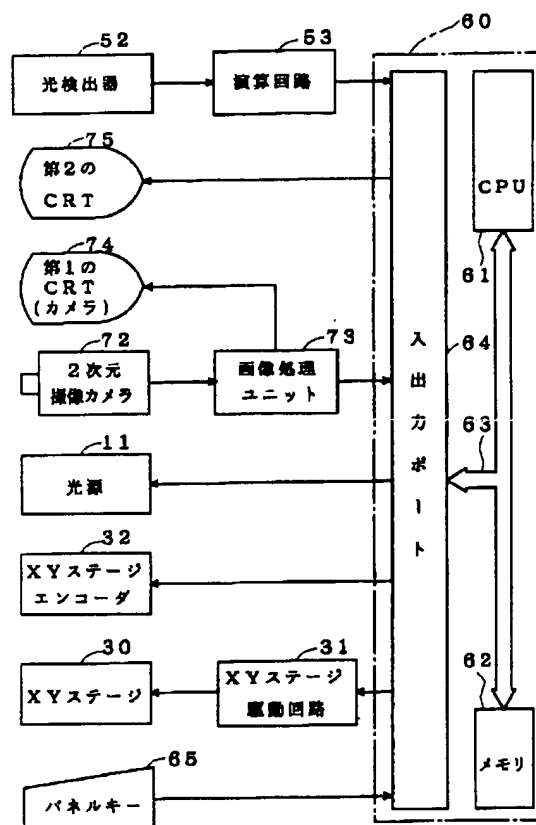 60
52
53
光検出器
演算回路
75
第2の
CRT
CPU
61
74
第1の
CRT
(カメラ)
72
2次元
撮像カメラ
73
画像処理
ユニット
入出力ポート
64
63
11
光源
32
XYステージ
エンコーダ
30
XYステージ
31
XYステージ
駆動回路
62
メモリ
65
パネルキー